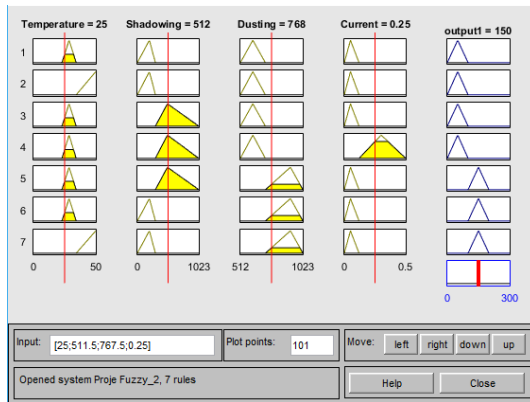 Temperature = 25 Shadowing = 512 Dusting = 768 Current = 0.25 output1 = 150
1
2
3
4
5
6
7
0 50 0 1023 512 1023 0 0.5
0 300
Input: [25;511.5;767.5;0.25] Plot points: 101 Move: left right down up
Opened system Proje Fuzzy_2, 7 rules Help Close